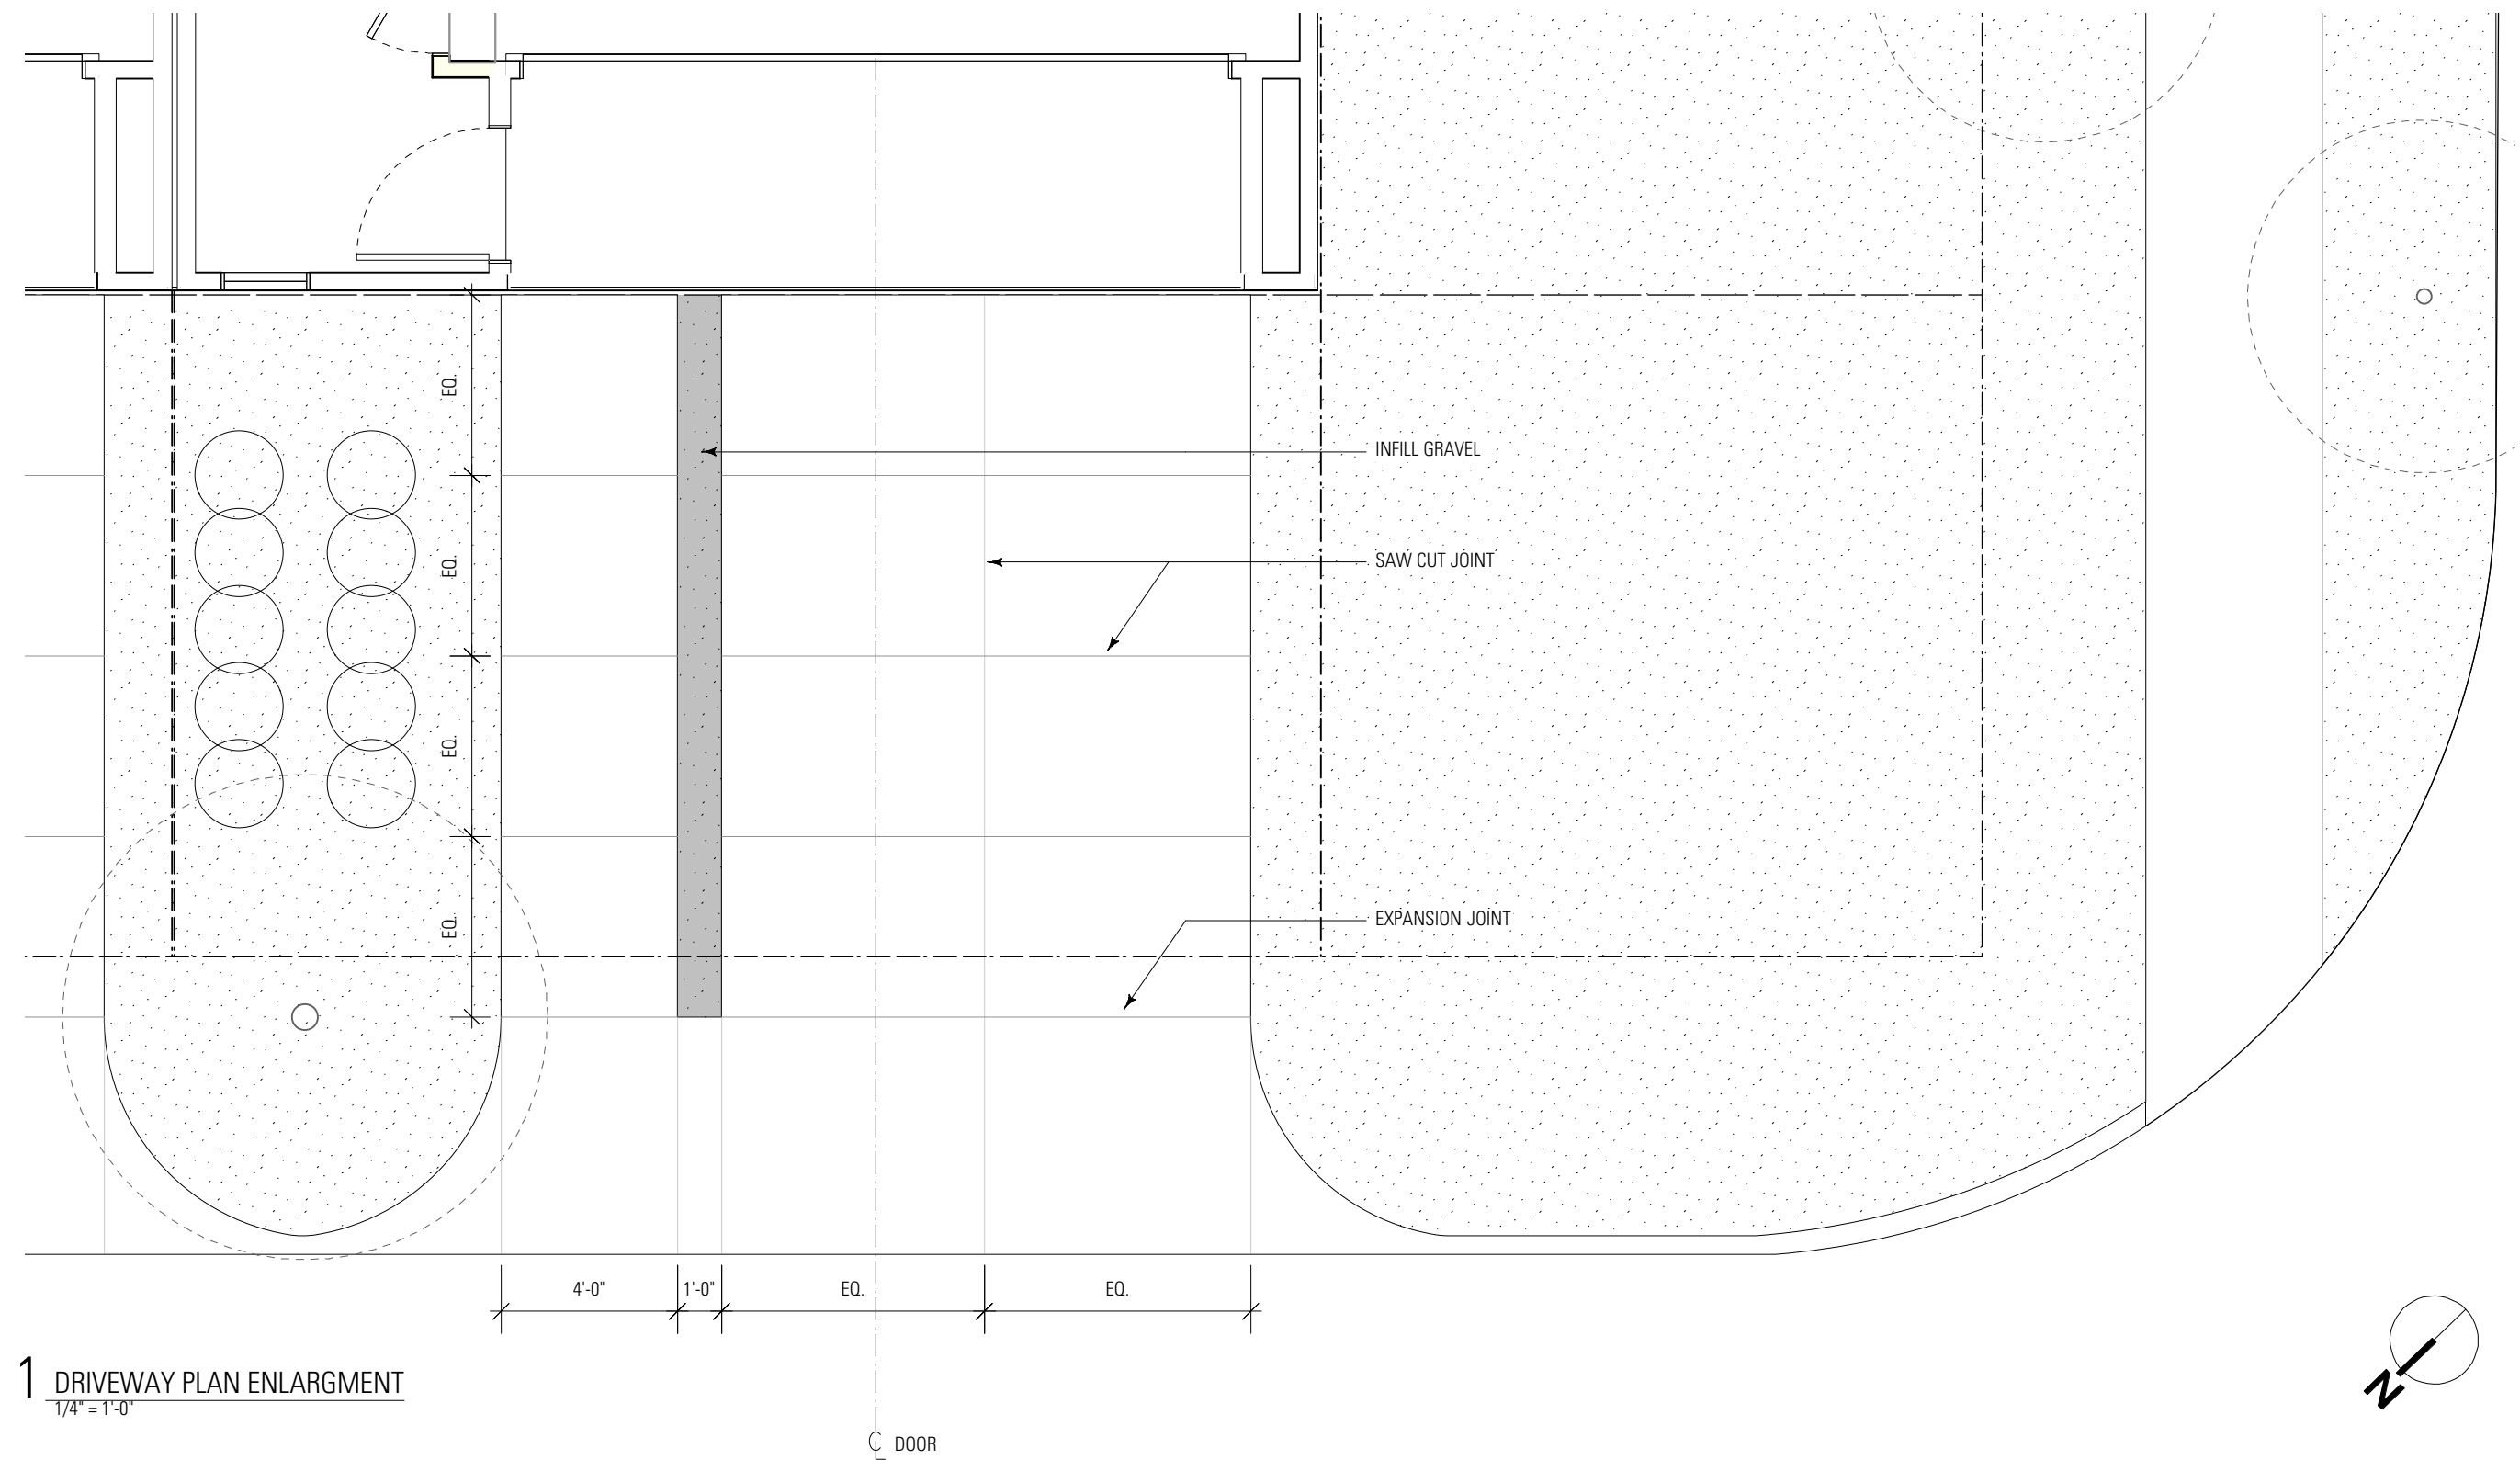 EQ.
INFILL GRAVEL
EQ.
SAW CUT JOINT
EQ.
EQ.
EXPANSION JOINT
4'-0"
1'-0"
EQ.
EQ.
1 DRIVEWAY PLAN ENLARGMENT
1/4" = 1'-0"
N
℄ DOOR